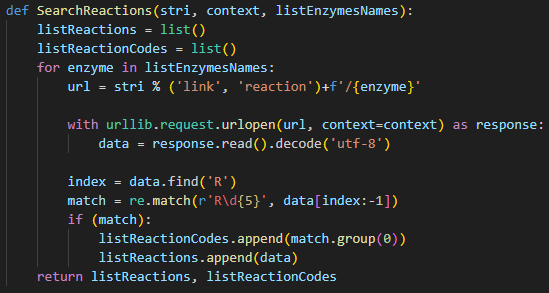 def SearchReactions(stri, context, listEnzymesNames):
    listReactions = list()
    listReactionCodes = list()
    for enzyme in listEnzymesNames:
        url = stri % ('link', 'reaction')+f'/{enzyme}'

        with urllib.request.urlopen(url, context=context) as response:
            data = response.read().decode('utf-8')

        index = data.find('R')
        match = re.match(r'R\d{5}', data[index:-1])
        if (match):
            listReactionCodes.append(match.group(0))
            listReactions.append(data)
    return listReactions, listReactionCodes